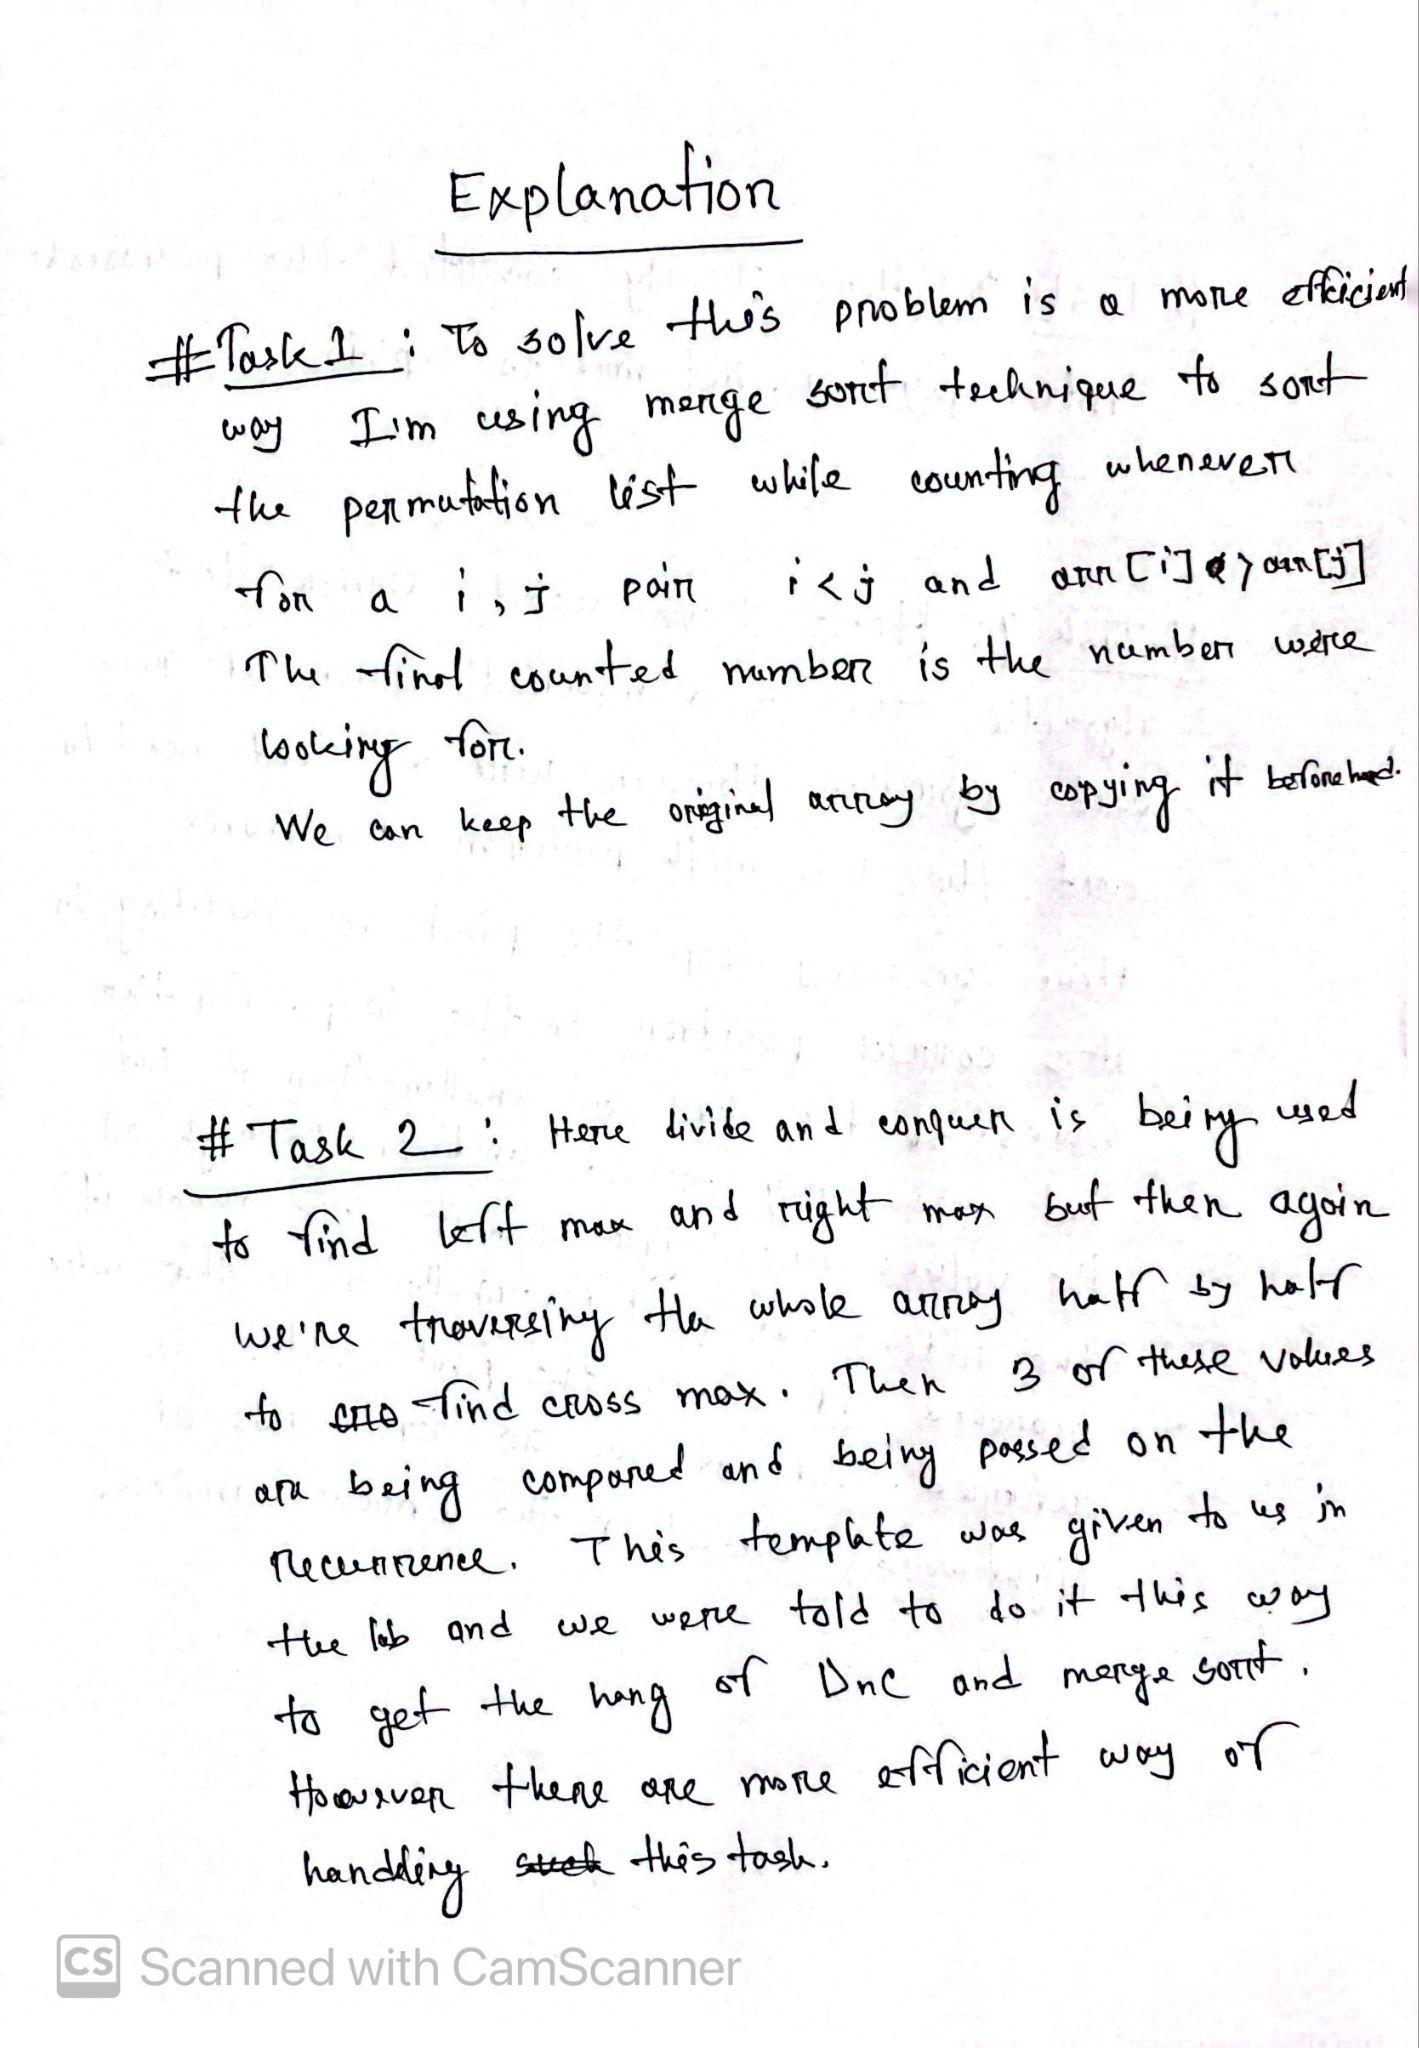 Explanation
# Task 1 : To solve this problem is a more efficient
way I'm using merge sort technique to sort
the permutation list while counting whenever
for a i, j pair i < j and arr [i] > arr[j]
The final counted number is the number were
looking for.
We can keep the original array by copying it beforehand.
# Task 2 : Here divide and conquer is being used
to find left max and right max but then again
we're traversing the whole array half by half
to cro find cross max. Then 3 of these values
are being compared and being passed on the
recurrence. This template was given to us in
the lab and we were told to do it this way
to get the hang of DnC and merge sort.
However there are more efficient way of
handling such this task.
CS Scanned with CamScanner